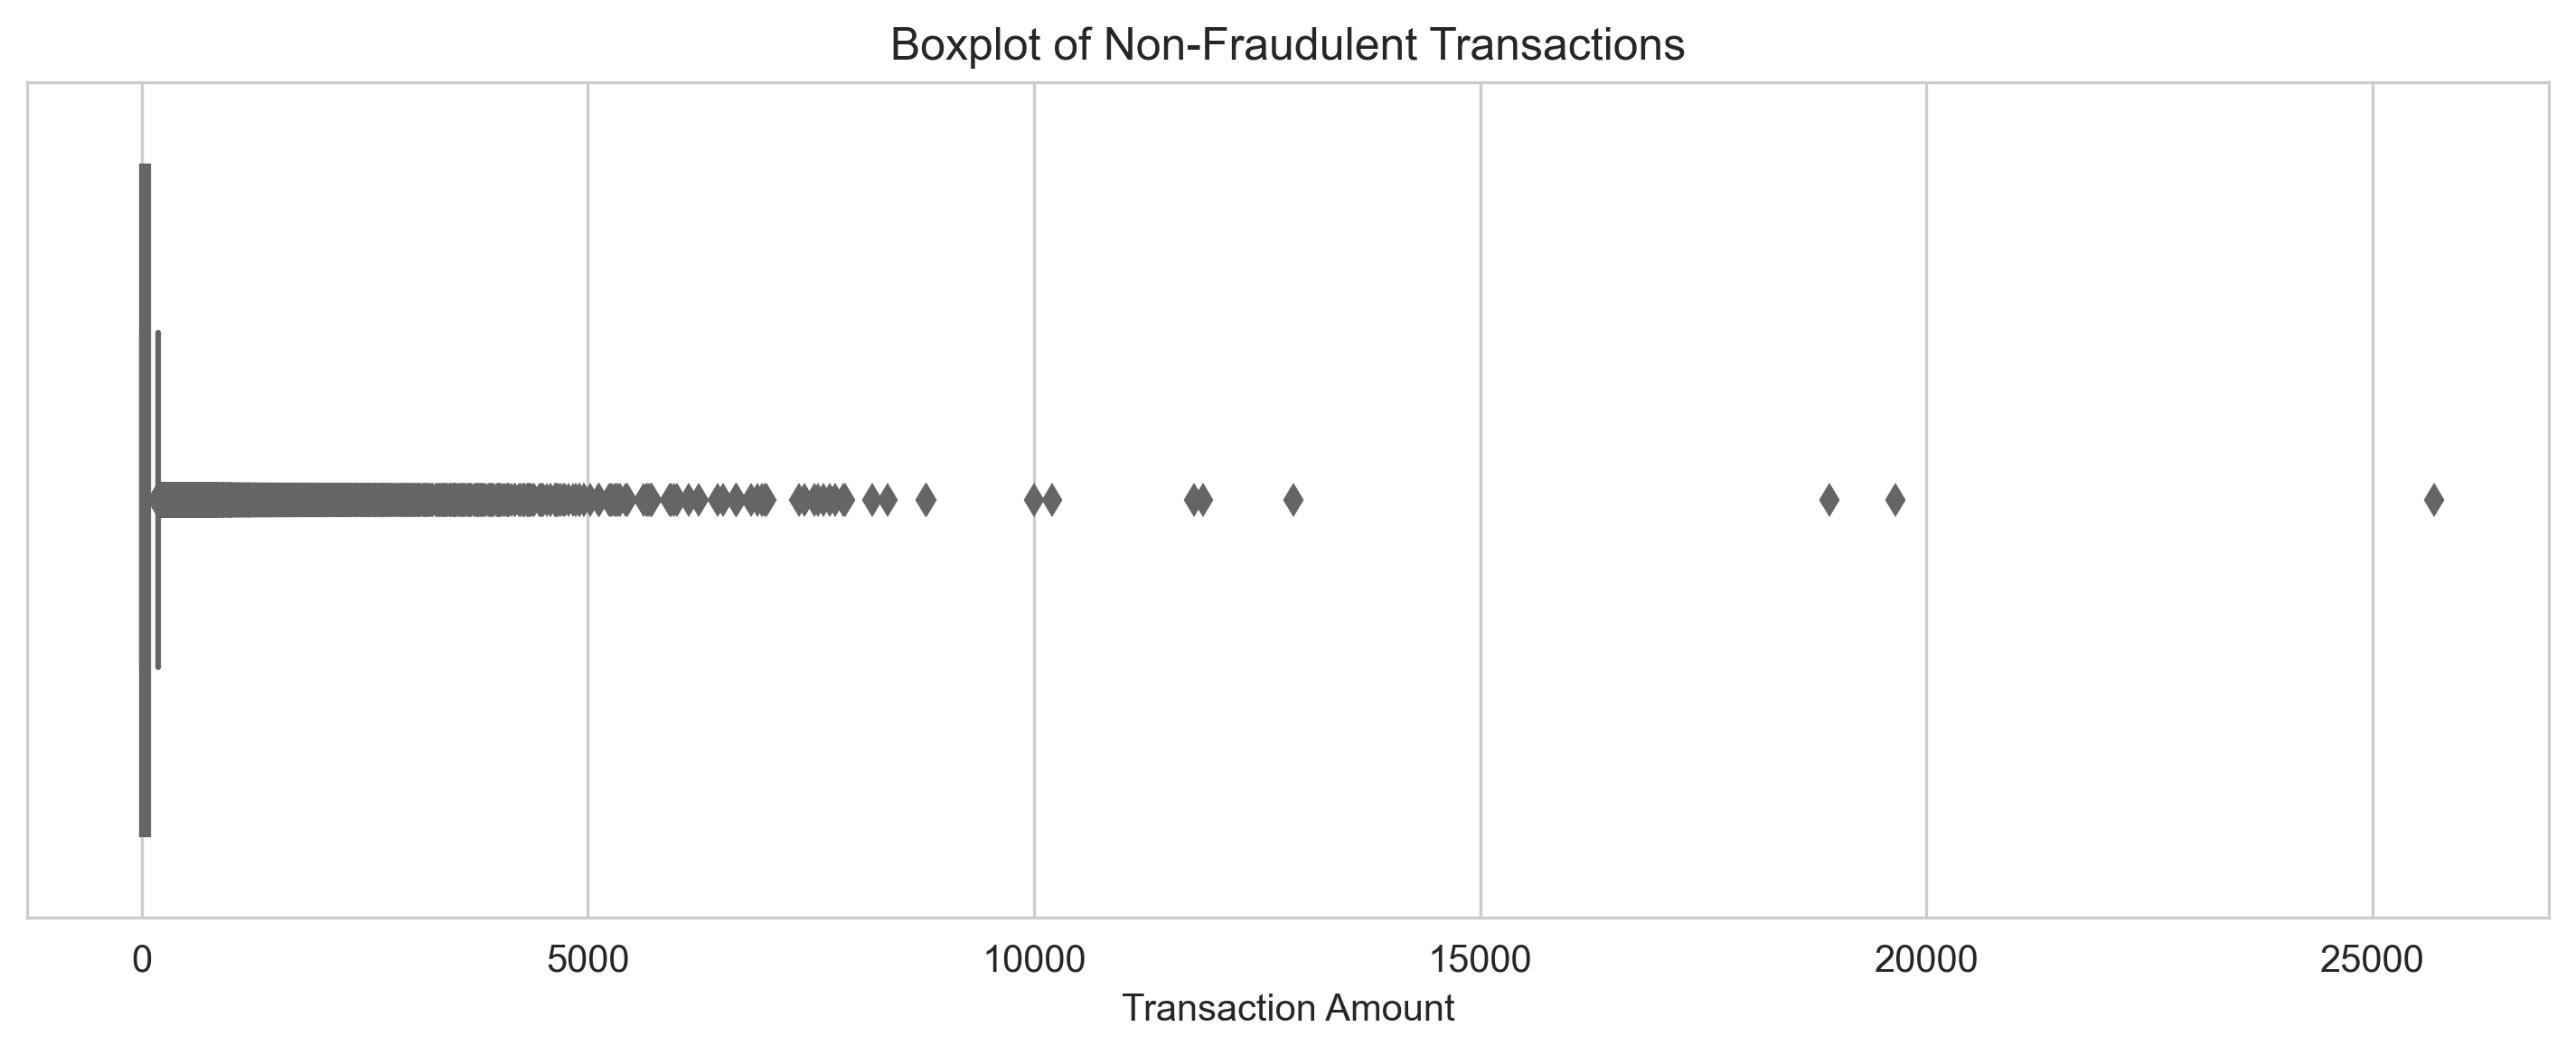 Boxplot of Non-Fraudulent Transactions
0 5000 10000 15000 20000 25000
Transaction Amount